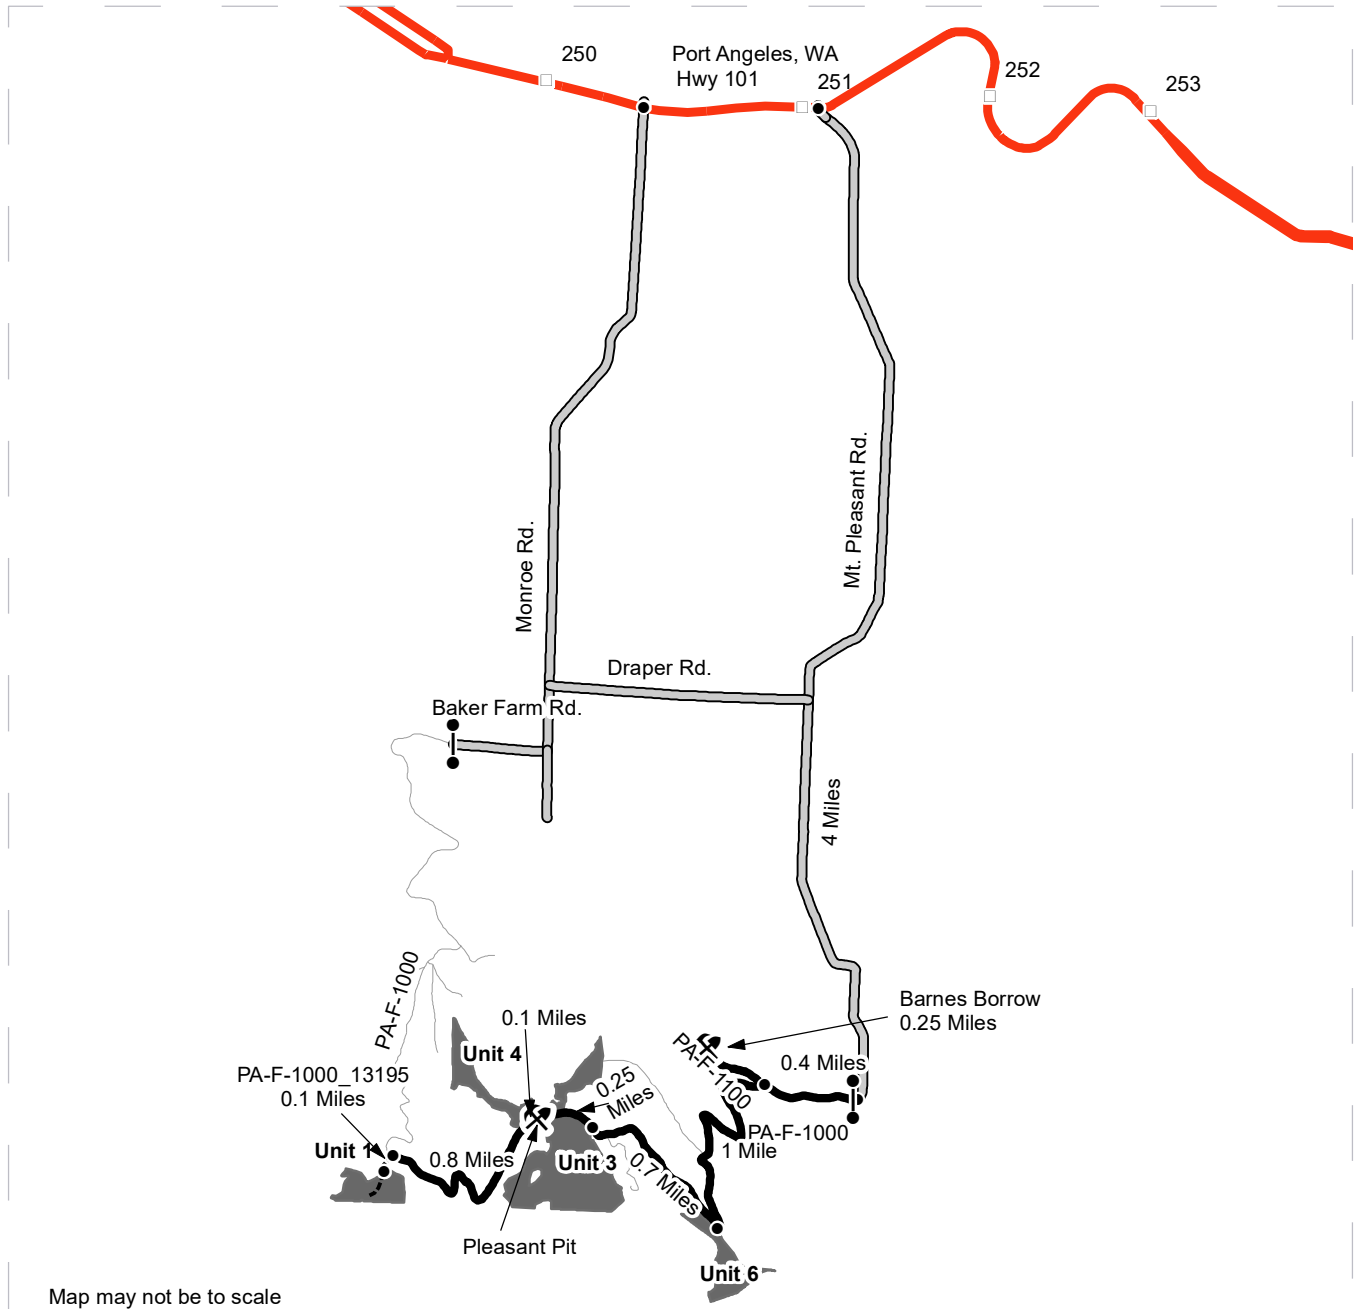 250
Port Angeles, WA
Hwy 101
251
252
253
Monroe Rd.
Mt. Pleasant Rd.
Draper Rd.
Baker Farm Rd.
4 Miles
PA-F-1000
Barnes Borrow
0.25 Miles
0.1 Miles
Unit 4
PA-F-1100
0.4 Miles
PA-F-1000_13195
0.1 Miles
0.25
Miles
PA-F-1000
1 Mile
Unit 1
0.8 Miles
Unit 3
0.7 Miles
Pleasant Pit
Unit 6
Map may not be to scale